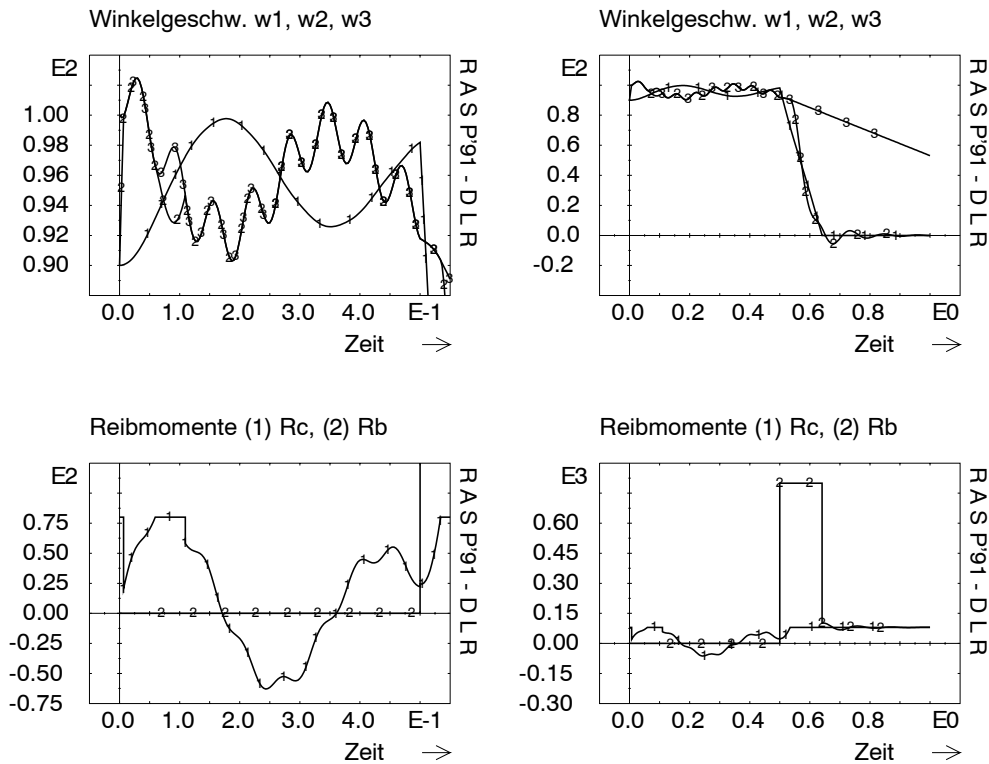 Winkelgeschw. w1, w2, w3
E2
1.00
0.98
0.96
0.94
0.92
0.90
0.0 1.0 2.0 3.0 4.0 E-1
Zeit
RASP'91 - DLR
Winkelgeschw. w1, w2, w3
E2
0.8
0.6
0.4
0.2
0.0
-0.2
0.0 0.2 0.4 0.6 0.8 E0
Zeit
RASP'91 - DLR
Reibmomente (1) Rc, (2) Rb
E2
0.75
0.50
0.25
0.00
-0.25
-0.50
-0.75
0.0 1.0 2.0 3.0 4.0 E-1
Zeit
RASP'91 - DLR
Reibmomente (1) Rc, (2) Rb
E3
0.60
0.45
0.30
0.15
0.00
-0.15
-0.30
0.0 0.2 0.4 0.6 0.8 E0
Zeit
RASP'91 - DLR